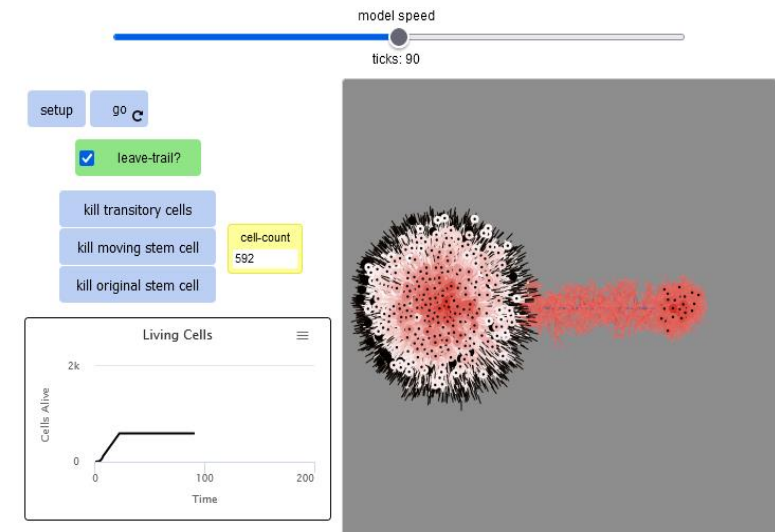 model speed
ticks: 90
setup
go
leave-trail?
kill transitory cells
kill moving stem cell
kill original stem cell
cell-count
592
Living Cells
2k
Cells Alive
0
0
100
200
Time